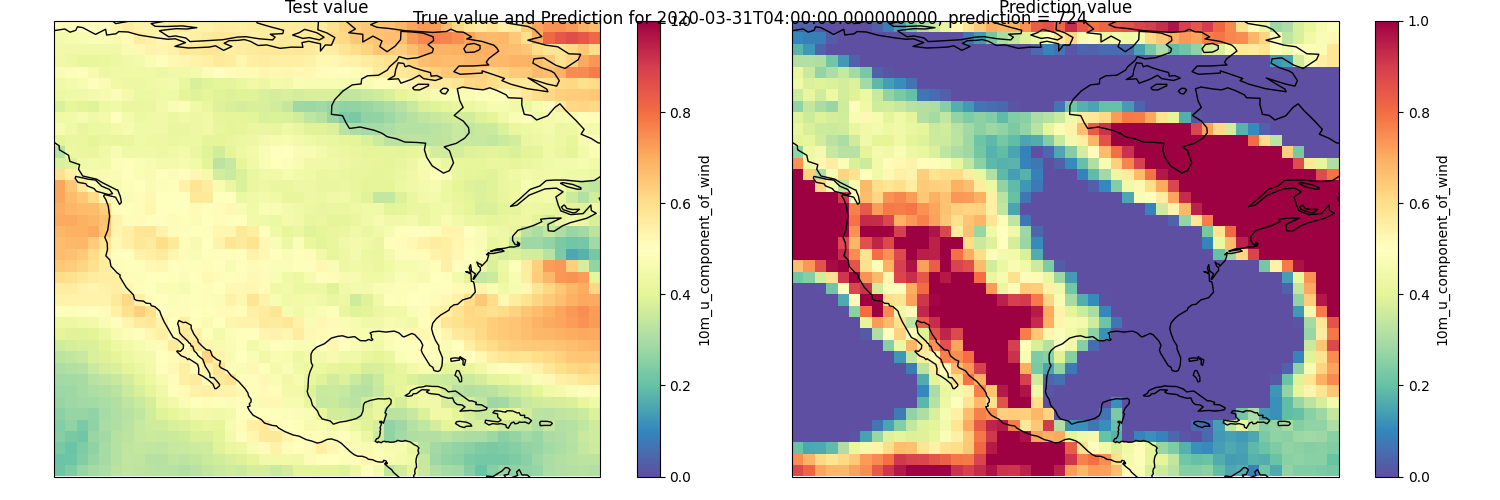 True value and Prediction for 2020-03-31T04:00:00.000000000, prediction = 724
Test value
Prediction value
1.0
0.8
0.6
0.4
0.2
0.0
10m_u_component_of_wind
1.0
0.8
0.6
0.4
0.2
0.0
10m_u_component_of_wind